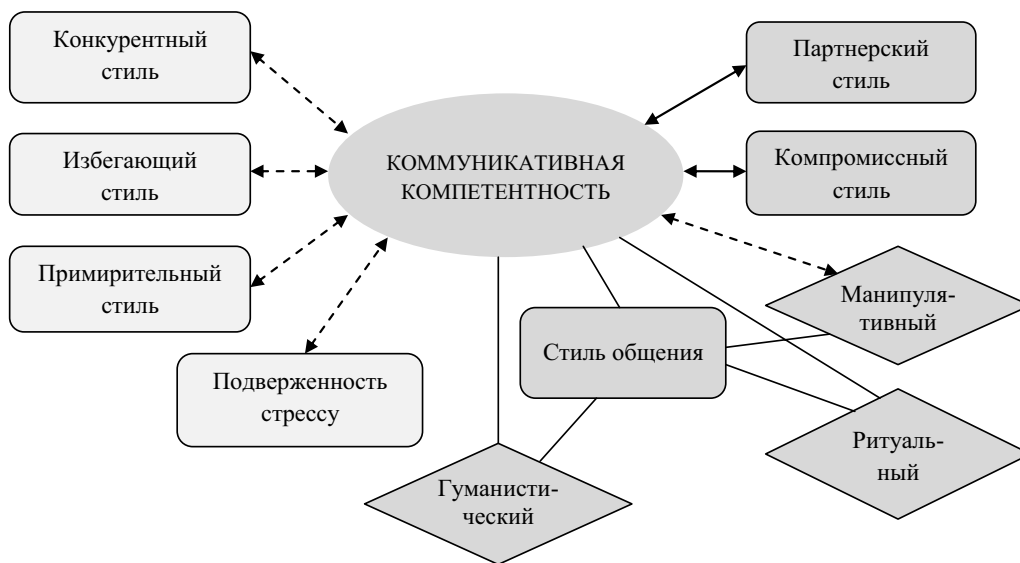 Конкурентный
стиль
Партнерский
стиль
Избегающий
стиль
КОММУНИКАТИВНАЯ
КОМПЕТЕНТНОСТЬ
Компромиссный
стиль
Примирительный
стиль
Манипуля-
тивный
Стиль общения
Подверженность
стрессу
Ритуаль-
ный
Гуманисти-
ческий